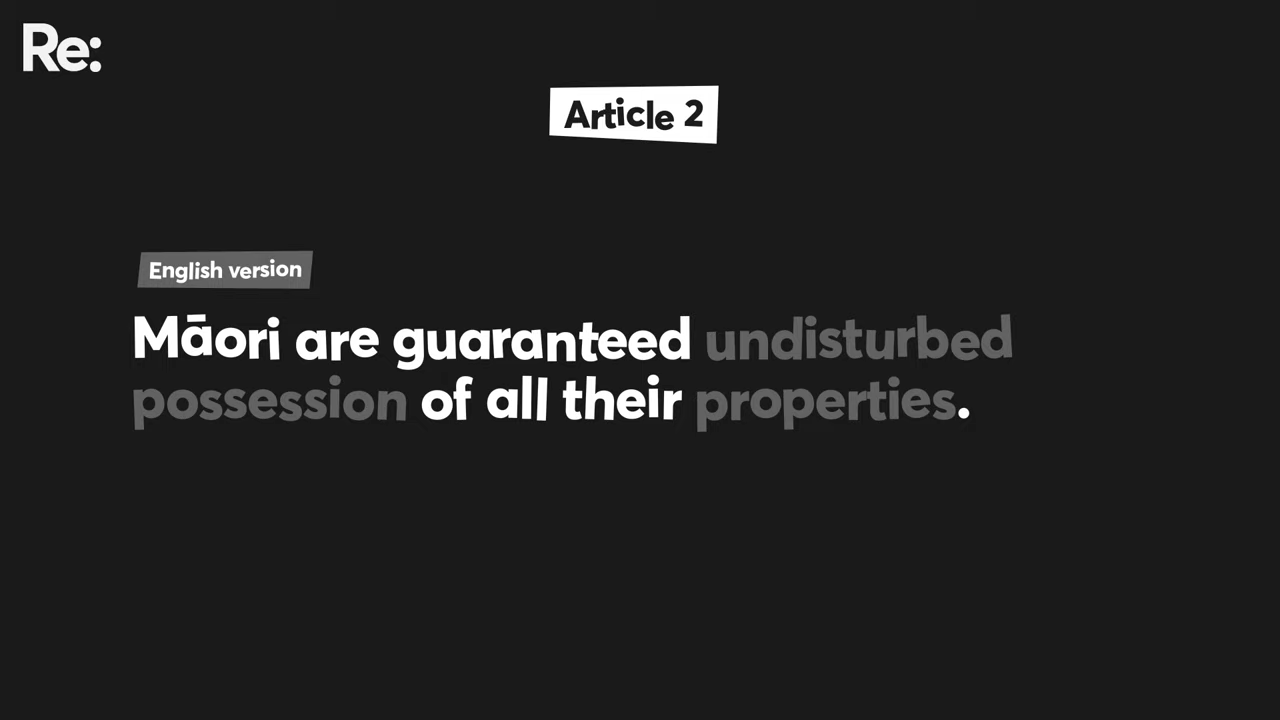 Re:
Article 2
English version
Māori are guaranteed undisturbed
possession of all their properties.